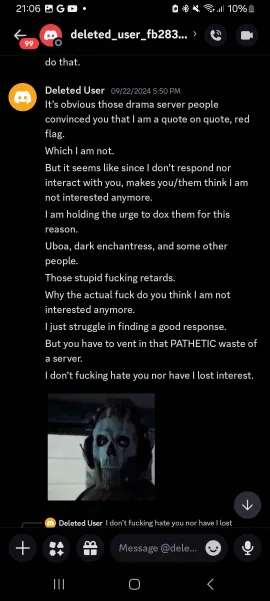 21:06
10%
99
deleted_user_fb283...
do that.
Deleted User 09/22/2024 5:50 PM
It's obvious those drama server people
convinced you that I am a quote on quote, red
flag.
Which I am not.
But it seems like since I don't respond nor
interact with you, makes you/them think I am
not interested anymore.
I am holding the urge to dox them for this
reason.
Uboa, dark enchantress, and some other
people.
Those stupid fucking retards.
Why the actual fuck do you think I am not
interested anymore.
I just struggle in finding a good response.
But you have to vent in that PATHETIC waste of
a server.
I don't fucking hate you nor have I lost interest.
Deleted User I don't fucking hate you nor have I lost
Message @dele...